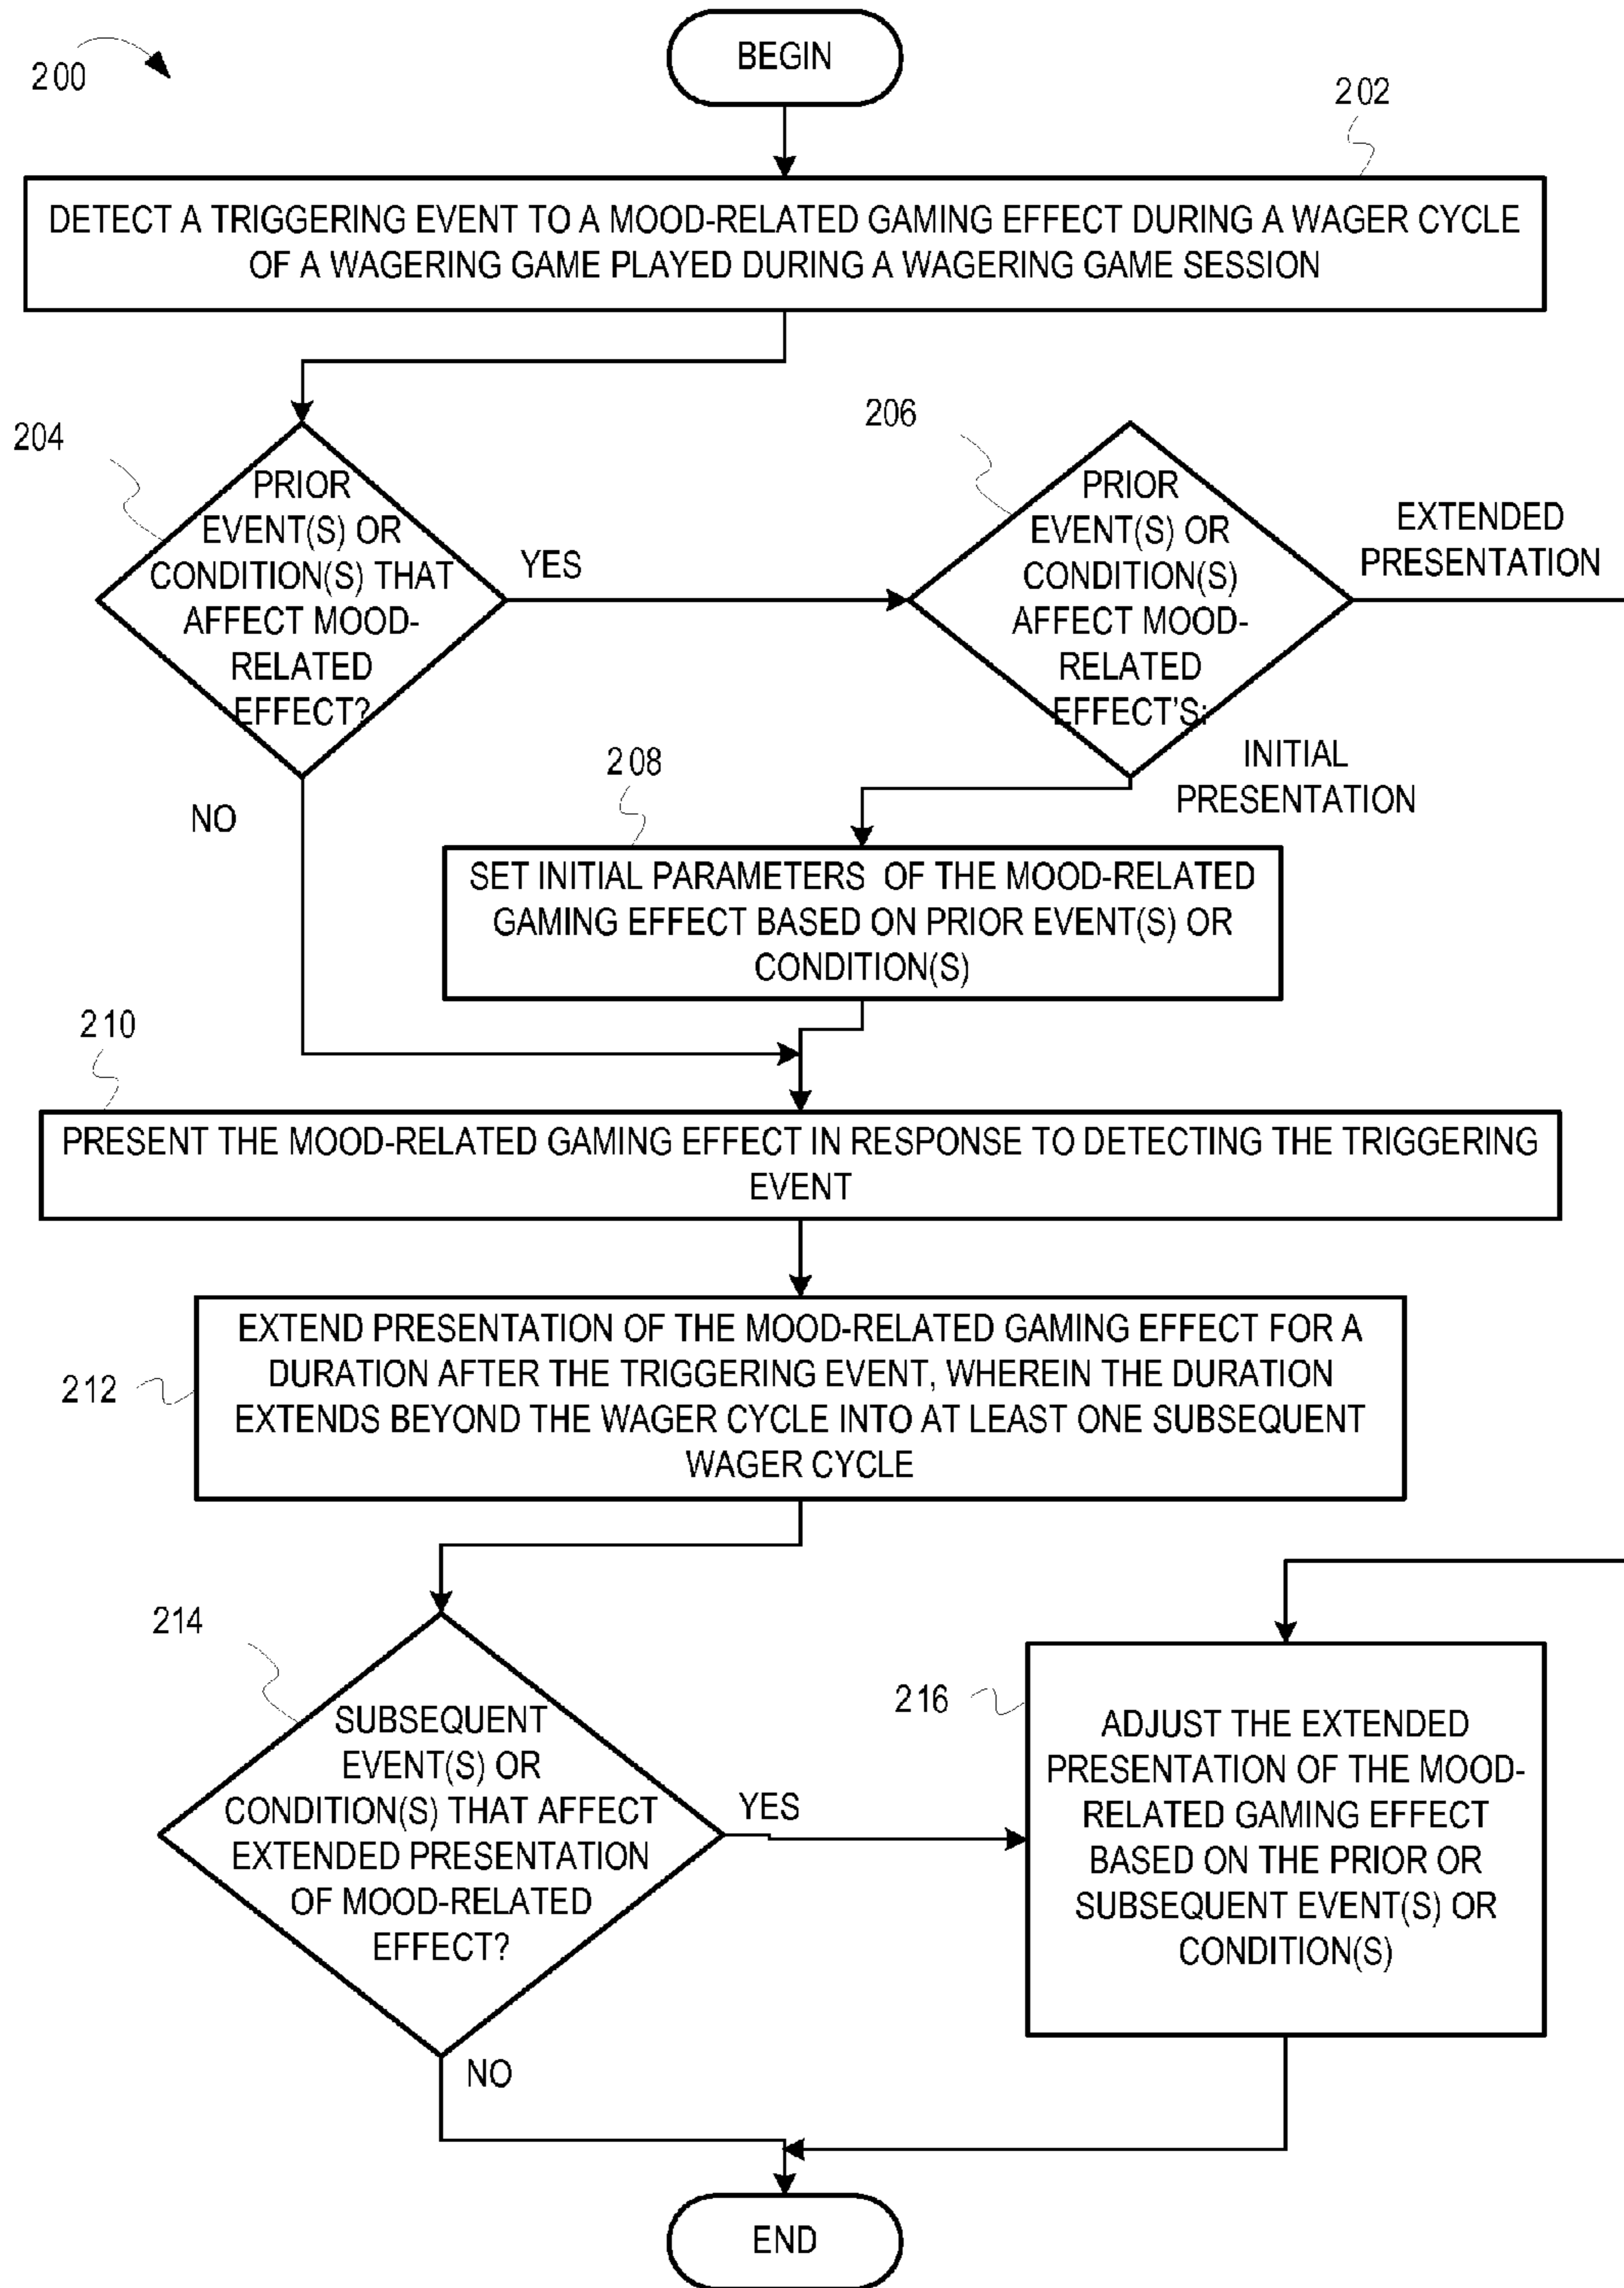 200
BEGIN
202
DETECT A TRIGGERING EVENT TO A MOOD-RELATED GAMING EFFECT DURING A WAGER CYCLE
OF A WAGERING GAME PLAYED DURING A WAGERING GAME SESSION
204
PRIOR
EVENT(S) OR
CONDITION(S) THAT
AFFECT MOOD-
RELATED
EFFECT?
YES
NO
206
PRIOR
EVENT(S) OR
CONDITION(S)
AFFECT MOOD-
RELATED
EFFECT'S:
EXTENDED
PRESENTATION
INITIAL
PRESENTATION
208
SET INITIAL PARAMETERS OF THE MOOD-RELATED
GAMING EFFECT BASED ON PRIOR EVENT(S) OR
CONDITION(S)
210
PRESENT THE MOOD-RELATED GAMING EFFECT IN RESPONSE TO DETECTING THE TRIGGERING
EVENT
212
EXTEND PRESENTATION OF THE MOOD-RELATED GAMING EFFECT FOR A
DURATION AFTER THE TRIGGERING EVENT, WHEREIN THE DURATION
EXTENDS BEYOND THE WAGER CYCLE INTO AT LEAST ONE SUBSEQUENT
WAGER CYCLE
214
SUBSEQUENT
EVENT(S) OR
CONDITION(S) THAT AFFECT
EXTENDED PRESENTATION
OF MOOD-RELATED
EFFECT?
YES
NO
216
ADJUST THE EXTENDED
PRESENTATION OF THE MOOD-
RELATED GAMING EFFECT
BASED ON THE PRIOR OR
SUBSEQUENT EVENT(S) OR
CONDITION(S)
END